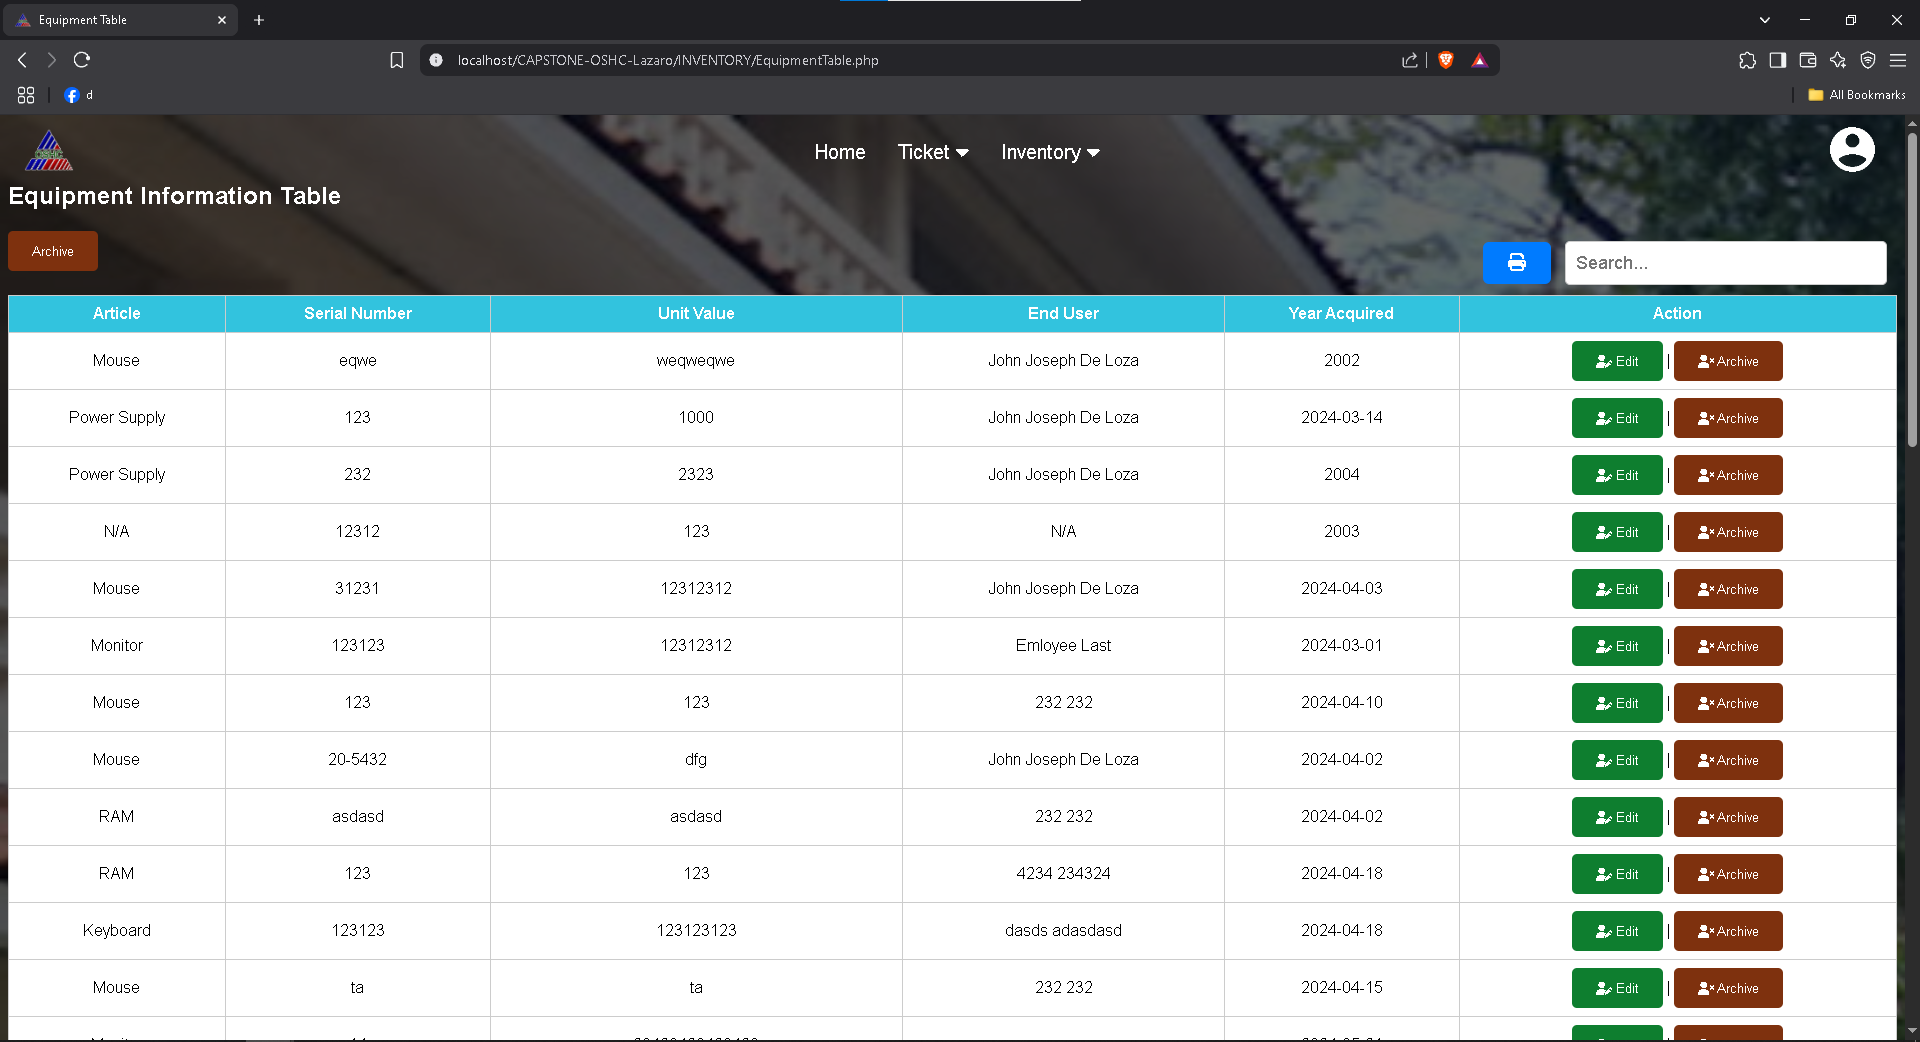 Equipment Table
localhost/CAPSTONE-OSHC-Lazaro/INVENTORY/EquipmentTable.php
d
All Bookmarks
OSHC
Home Ticket Inventory
Equipment Information Table
Archive
Search...
Article Serial Number Unit Value End User Year Acquired Action
Mouse eqwe weqweqwe John Joseph De Loza 2002 Edit | Archive
Power Supply 123 1000 John Joseph De Loza 2024-03-14 Edit | Archive
Power Supply 232 2323 John Joseph De Loza 2004 Edit | Archive
N/A 12312 123 N/A 2003 Edit | Archive
Mouse 31231 12312312 John Joseph De Loza 2024-04-03 Edit | Archive
Monitor 123123 12312312 Emloyee Last 2024-03-01 Edit | Archive
Mouse 123 123 232 232 2024-04-10 Edit | Archive
Mouse 20-5432 dfg John Joseph De Loza 2024-04-02 Edit | Archive
RAM asdasd asdasd 232 232 2024-04-02 Edit | Archive
RAM 123 123 4234 234324 2024-04-18 Edit | Archive
Keyboard 123123 123123123 dasds adasdasd 2024-04-18 Edit | Archive
Mouse ta ta 232 232 2024-04-15 Edit | Archive